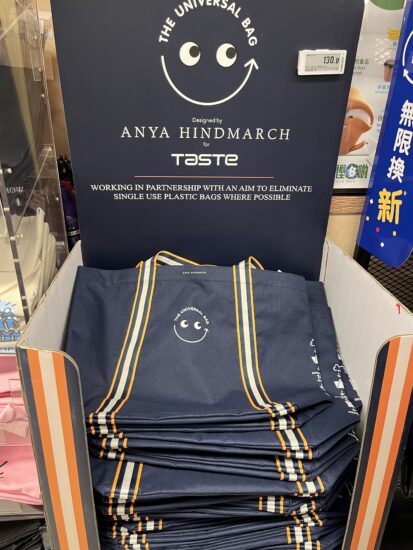 THE UNIVERSAL BAG
130.6
Designed by
ANYA HINDMARCH
for
TASTE
WORKING IN PARTNERSHIP WITH AN AIM TO ELIMINATE
SINGLE USE PLASTIC BAGS WHERE POSSIBLE
THE UNIVERSAL BAG
無限換
新